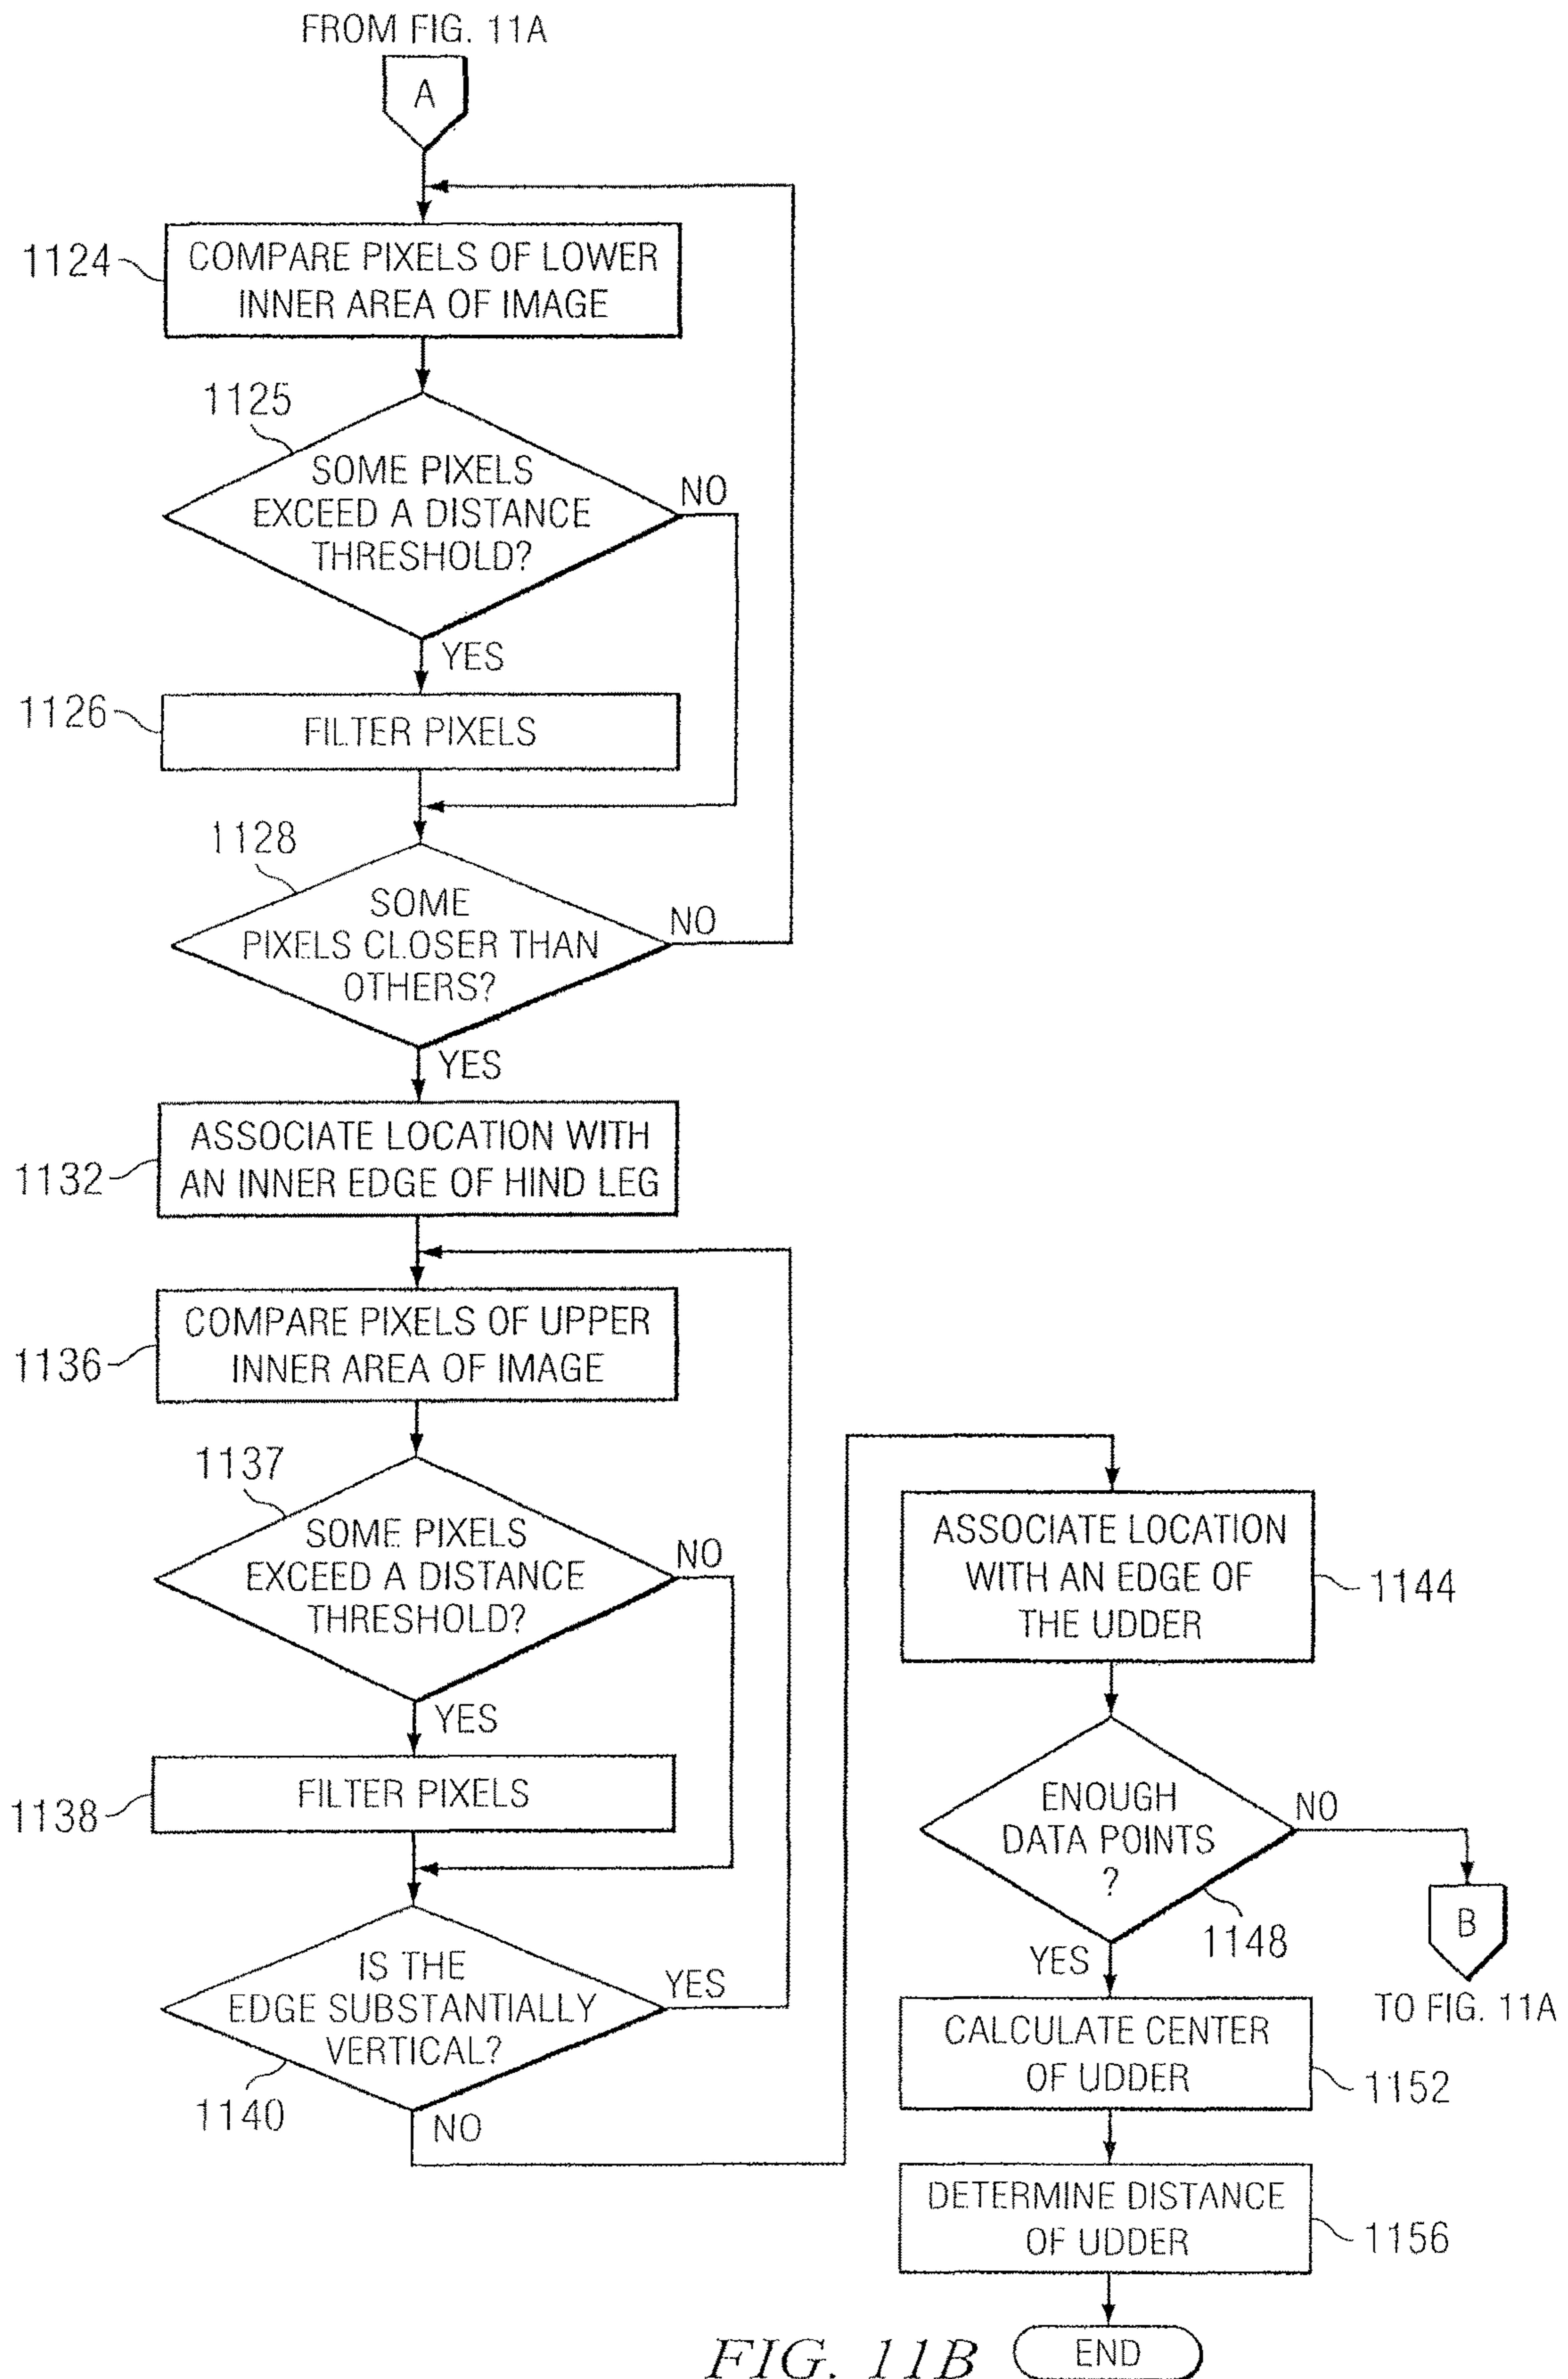 FROM FIG. 11A
A
1124
COMPARE PIXELS OF LOWER
INNER AREA OF IMAGE
1125
SOME PIXELS
EXCEED A DISTANCE
THRESHOLD?
NO
YES
1126
FILTER PIXELS
1128
SOME
PIXELS CLOSER THAN
OTHERS?
NO
YES
1132
ASSOCIATE LOCATION WITH
AN INNER EDGE OF HIND LEG
1136
COMPARE PIXELS OF UPPER
INNER AREA OF IMAGE
1137
SOME PIXELS
EXCEED A DISTANCE
THRESHOLD?
NO
YES
1138
FILTER PIXELS
IS THE
EDGE SUBSTANTIALLY
VERTICAL?
YES
1140
NO
ASSOCIATE LOCATION
WITH AN EDGE OF
THE UDDER
1144
ENOUGH
DATA POINTS
?
NO
1148
B
TO FIG. 11A
YES
CALCULATE CENTER
OF UDDER
1152
DETERMINE DISTANCE
OF UDDER
1156
END
FIG. 11B